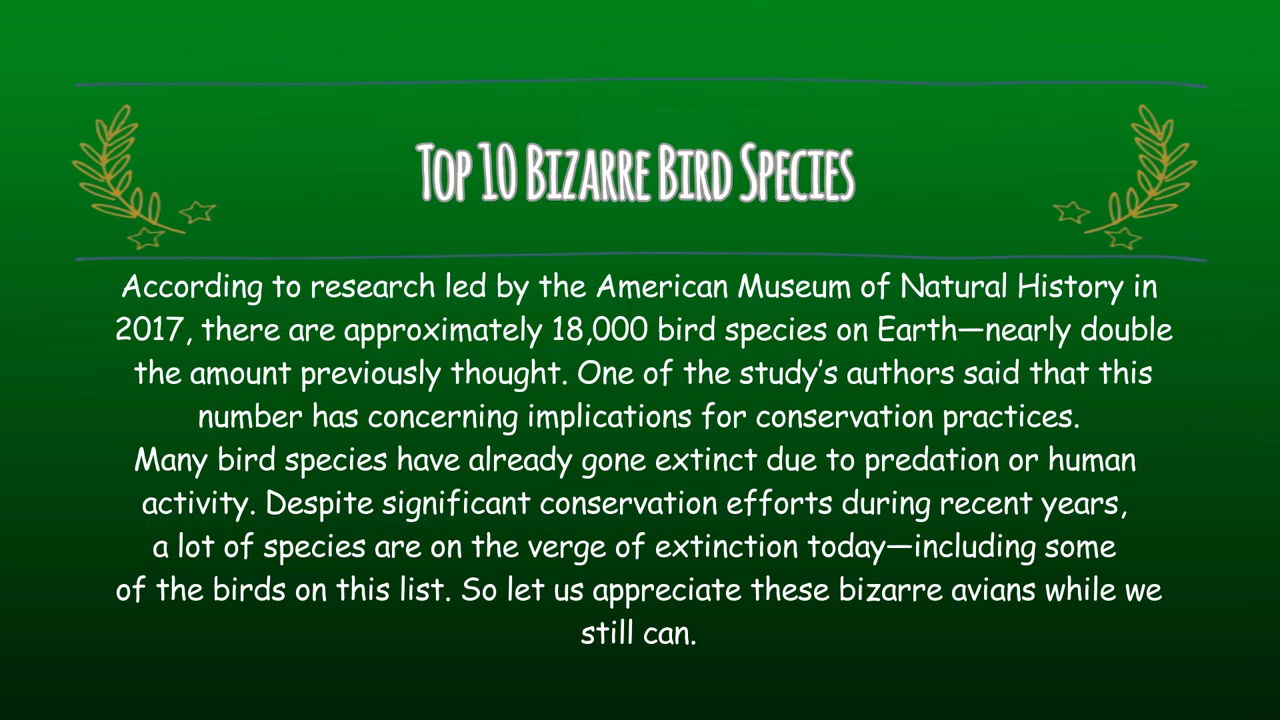 Top 10 Bizarre Bird Species
According to research led by the American Museum of Natural History in
2017, there are approximately 18,000 bird species on Earth—nearly double
the amount previously thought. One of the study’s authors said that this
number has concerning implications for conservation practices.
Many bird species have already gone extinct due to predation or human
activity. Despite significant conservation efforts during recent years,
a lot of species are on the verge of extinction today—including some
of the birds on this list. So let us appreciate these bizarre avians while we
still can.